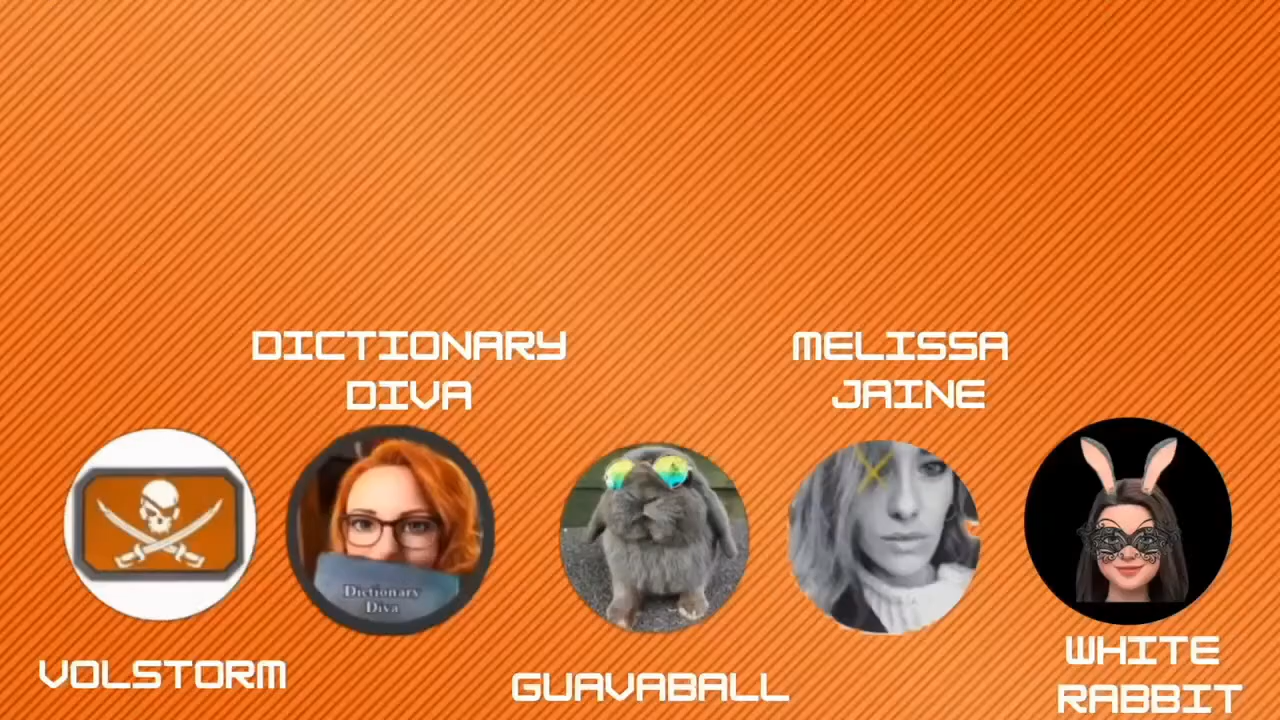 DICTIONARY
DIVA
MELISSA
JAINE
Dictionary
Diva
VOLSTORM
GUAVABALL
WHITE
RABBIT